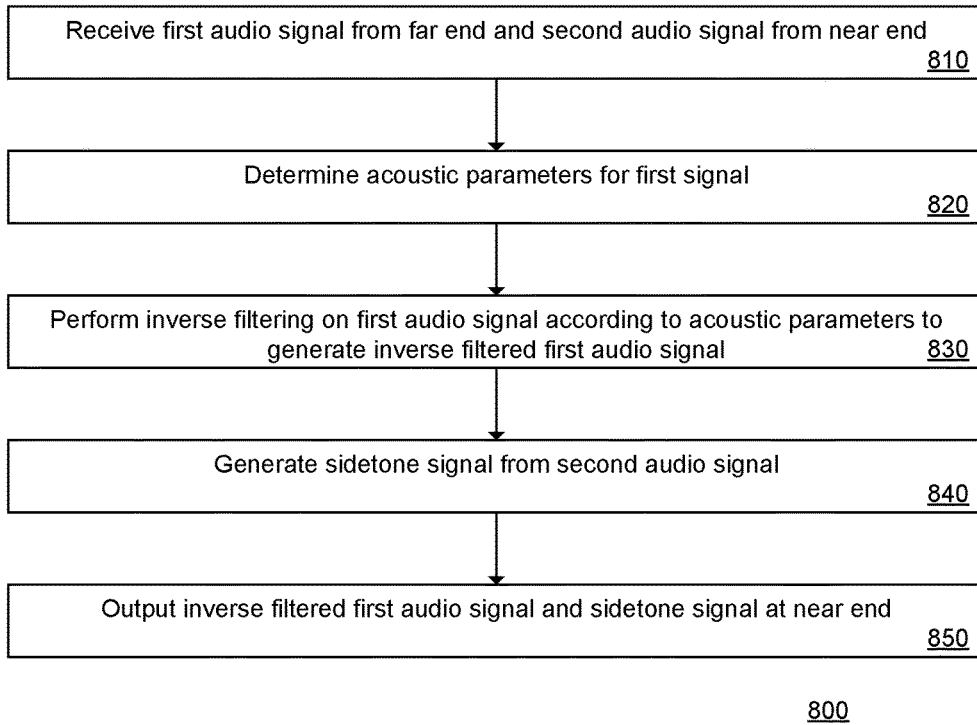 Receive first audio signal from far end and second audio signal from near end
810
Determine acoustic parameters for first signal
820
Perform inverse filtering on first audio signal according to acoustic parameters to
generate inverse filtered first audio signal
830
Generate sidetone signal from second audio signal
840
Output inverse filtered first audio signal and sidetone signal at near end
850
800